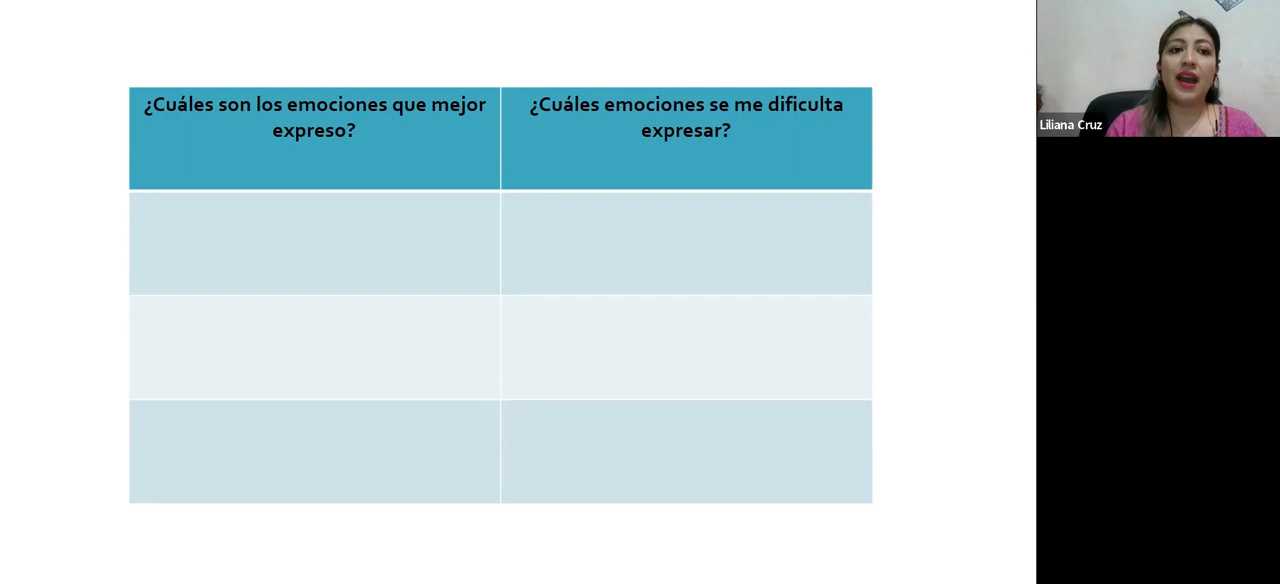 ¿Cuáles son los emociones que mejor
expreso?
¿Cuáles emociones se me dificulta
expresar?
Liliana Cruz